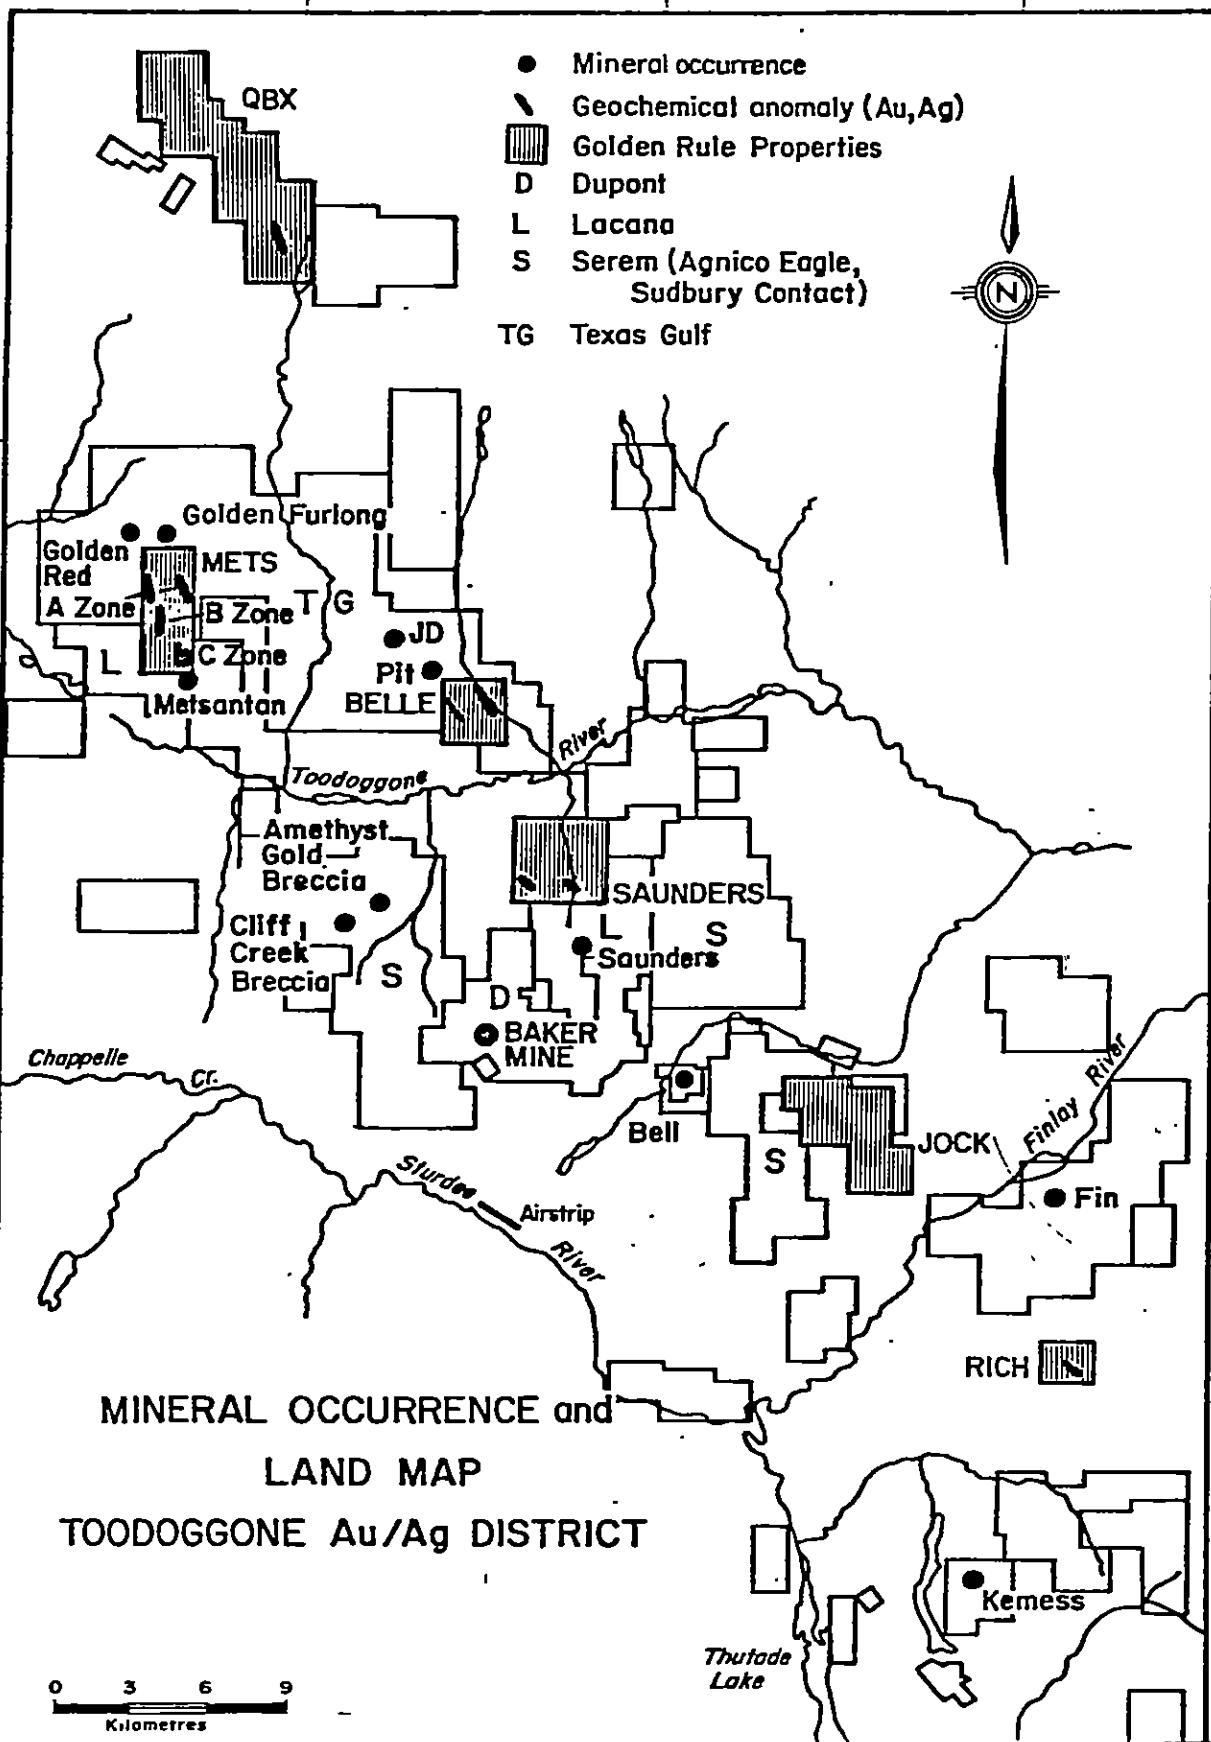 QBX
Mineral occurrence
Geochemical anomaly (Au,Ag)
Golden Rule Properties
D Dupont
L Lacana
S Serem (Agnico Eagle,
Sudbury Contact)
TG Texas Gulf
N
Golden Furlong
Golden
Red
METS
A Zone
B Zone
T G
JD
C Zone
L
Pit
Metsantan
BELLE
River
Toodoggone
Amethyst
Gold
Breccia
SAUNDERS
Cliff
Creek
Breccia
L
S
Saunders
S
D
BAKER
MINE
Chappelle
Cr.
Bell
JOCK
Finlay
River
S
Sturdee
Airstrip
River
Fin
RICH
MINERAL OCCURRENCE and
LAND MAP
TOODOGGONE Au/Ag DISTRICT
Kemess
Thutade
Lake
0 3 6 9
Kilometres